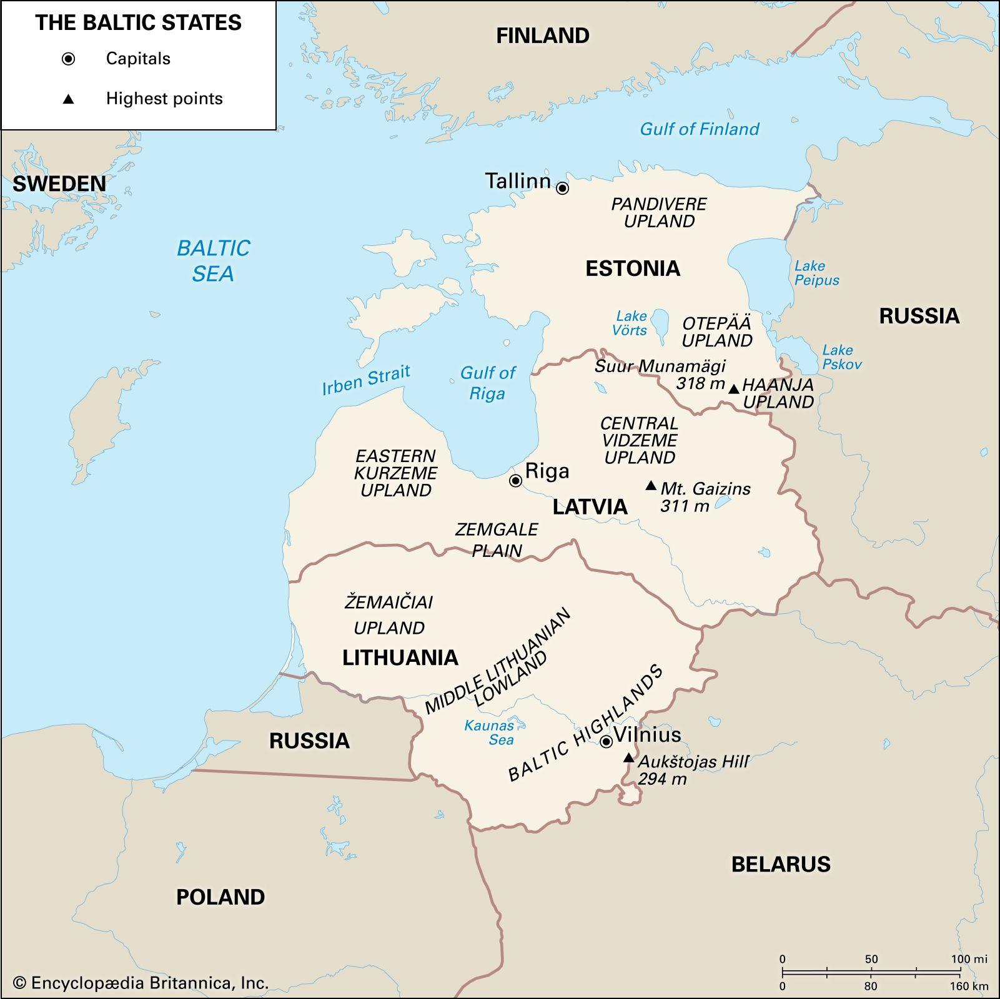 THE BALTIC STATES
Capitals
Highest points
FINLAND
Gulf of Finland
SWEDEN
Tallinn
PANDIVERE
UPLAND
BALTIC
SEA
ESTONIA
Lake
Peipus
RUSSIA
Lake
Võrts
OTEPÄÄ
UPLAND
Lake
Pskov
Suur Munamägi
318 m
HAANJA
UPLAND
Irben Strait
Gulf of
Riga
CENTRAL
VIDZEME
UPLAND
EASTERN
KURZEME
UPLAND
Riga
Mt. Gaizins
311 m
LATVIA
ZEMGALE
PLAIN
ŽEMAIČIAI
UPLAND
LITHUANIA
MIDDLE LITHUANIAN
LOWLAND
BALTIC HIGHLANDS
Kaunas
Sea
Vilnius
RUSSIA
Aukštojas Hill
294 m
BELARUS
POLAND
0 50 100 mi
0 80 160 km
© Encyclopædia Britannica, Inc.